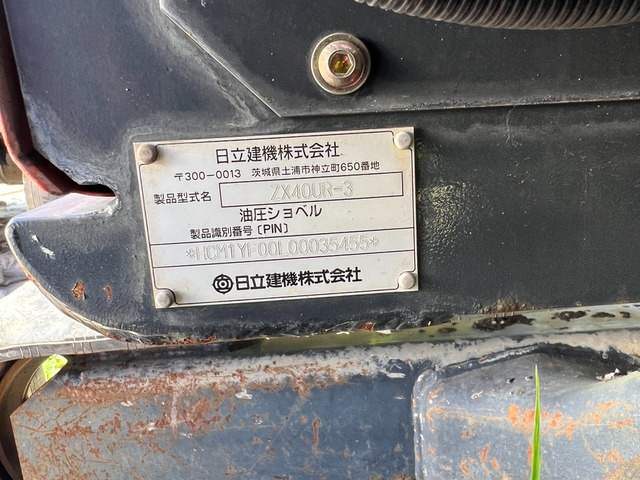 日立建機株式会社
〒300-0013 茨城県土浦市神立町650番地
製品型式名 ZX40UR-3
油圧ショベル
製品識別番号〔PIN〕
*HCM1YF00L00035455*
日立建機株式会社